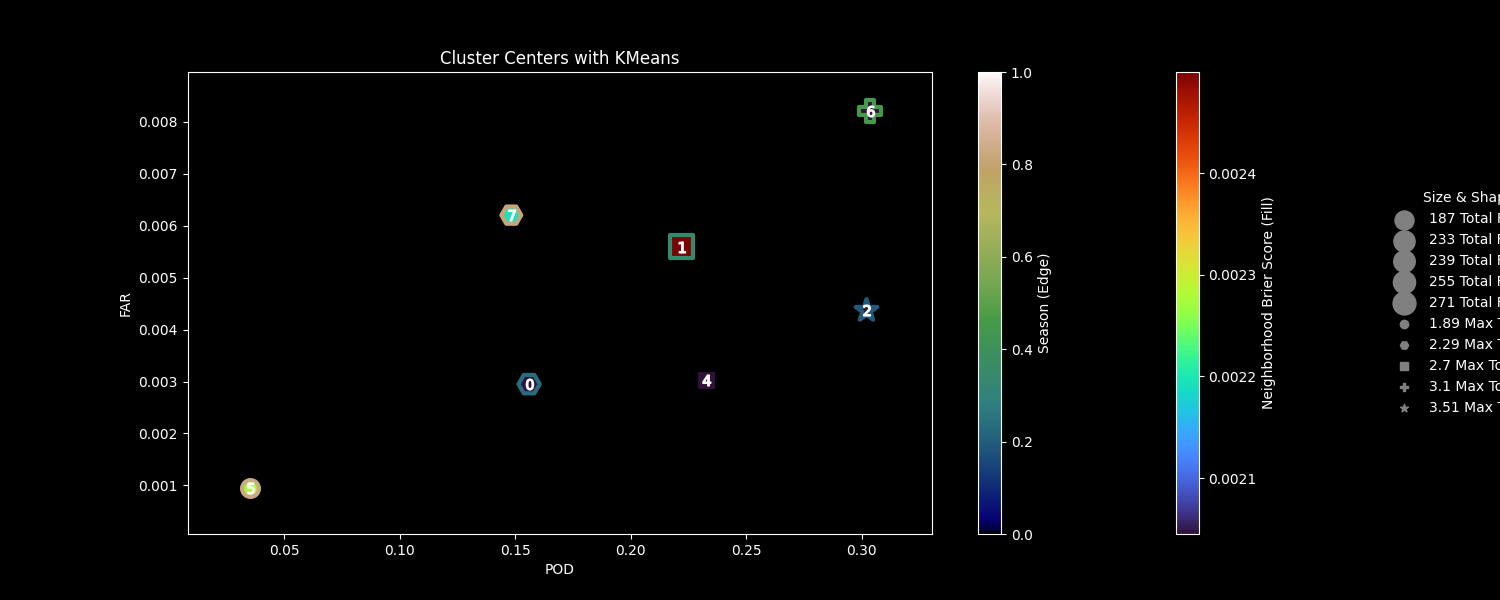 Cluster Centers with KMeans
0.008
0.007
0.006
0.005
0.004
0.003
0.002
0.001
FAR
6
7
1
2
0
4
5
0.05
0.10
0.15
0.20
0.25
0.30
POD
1.0
0.8
0.6
0.4
0.2
0.0
Season (Edge)
0.0024
0.0023
0.0022
0.0021
Neighborhood Brier Score (Fill)
Size &
187 Total
233 Total
239 Total
255 Total
271 Total
1.89 Max
2.29 Max
2.7 Max
3.1 Max
3.51 Max